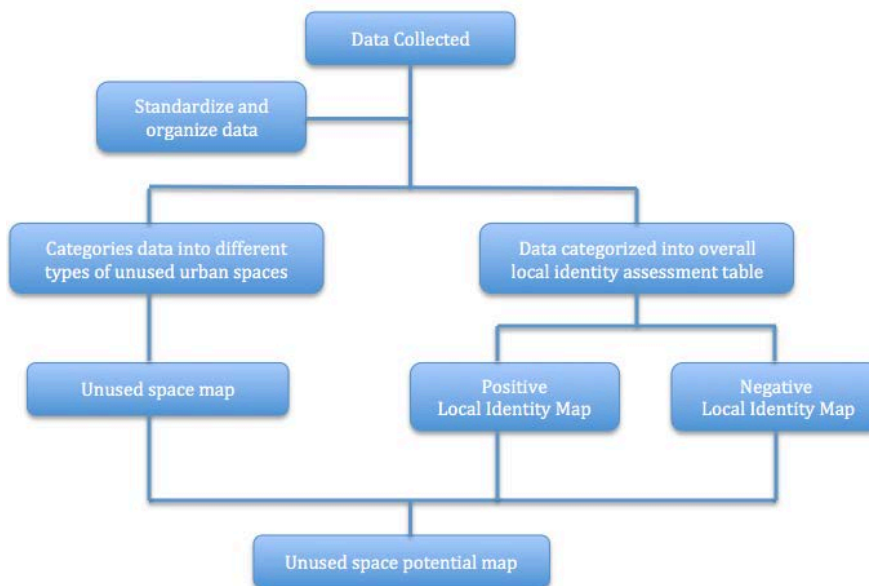 Data Collected
Standardize and
organize data
Categories data into different
types of unused urban spaces
Data categorized into overall
local identity assessment table
Unused space map
Positive
Local Identity Map
Negative
Local Identity Map
Unused space potential map